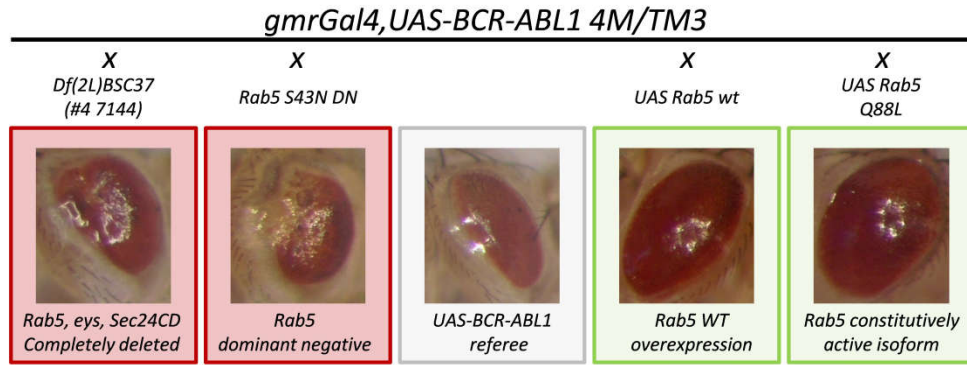 gmrGal4,UAS-BCR-ABL1 4M/TM3
X
Df(2L)BSC37
(#4 7144)
X
Rab5 S43N DN
X
UAS Rab5 wt
X
UAS Rab5
Q88L
Rab5, eys, Sec24CD
Completely deleted
Rab5
dominant negative
UAS-BCR-ABL1
referee
Rab5 WT
overexpression
Rab5 constitutively
active isoform